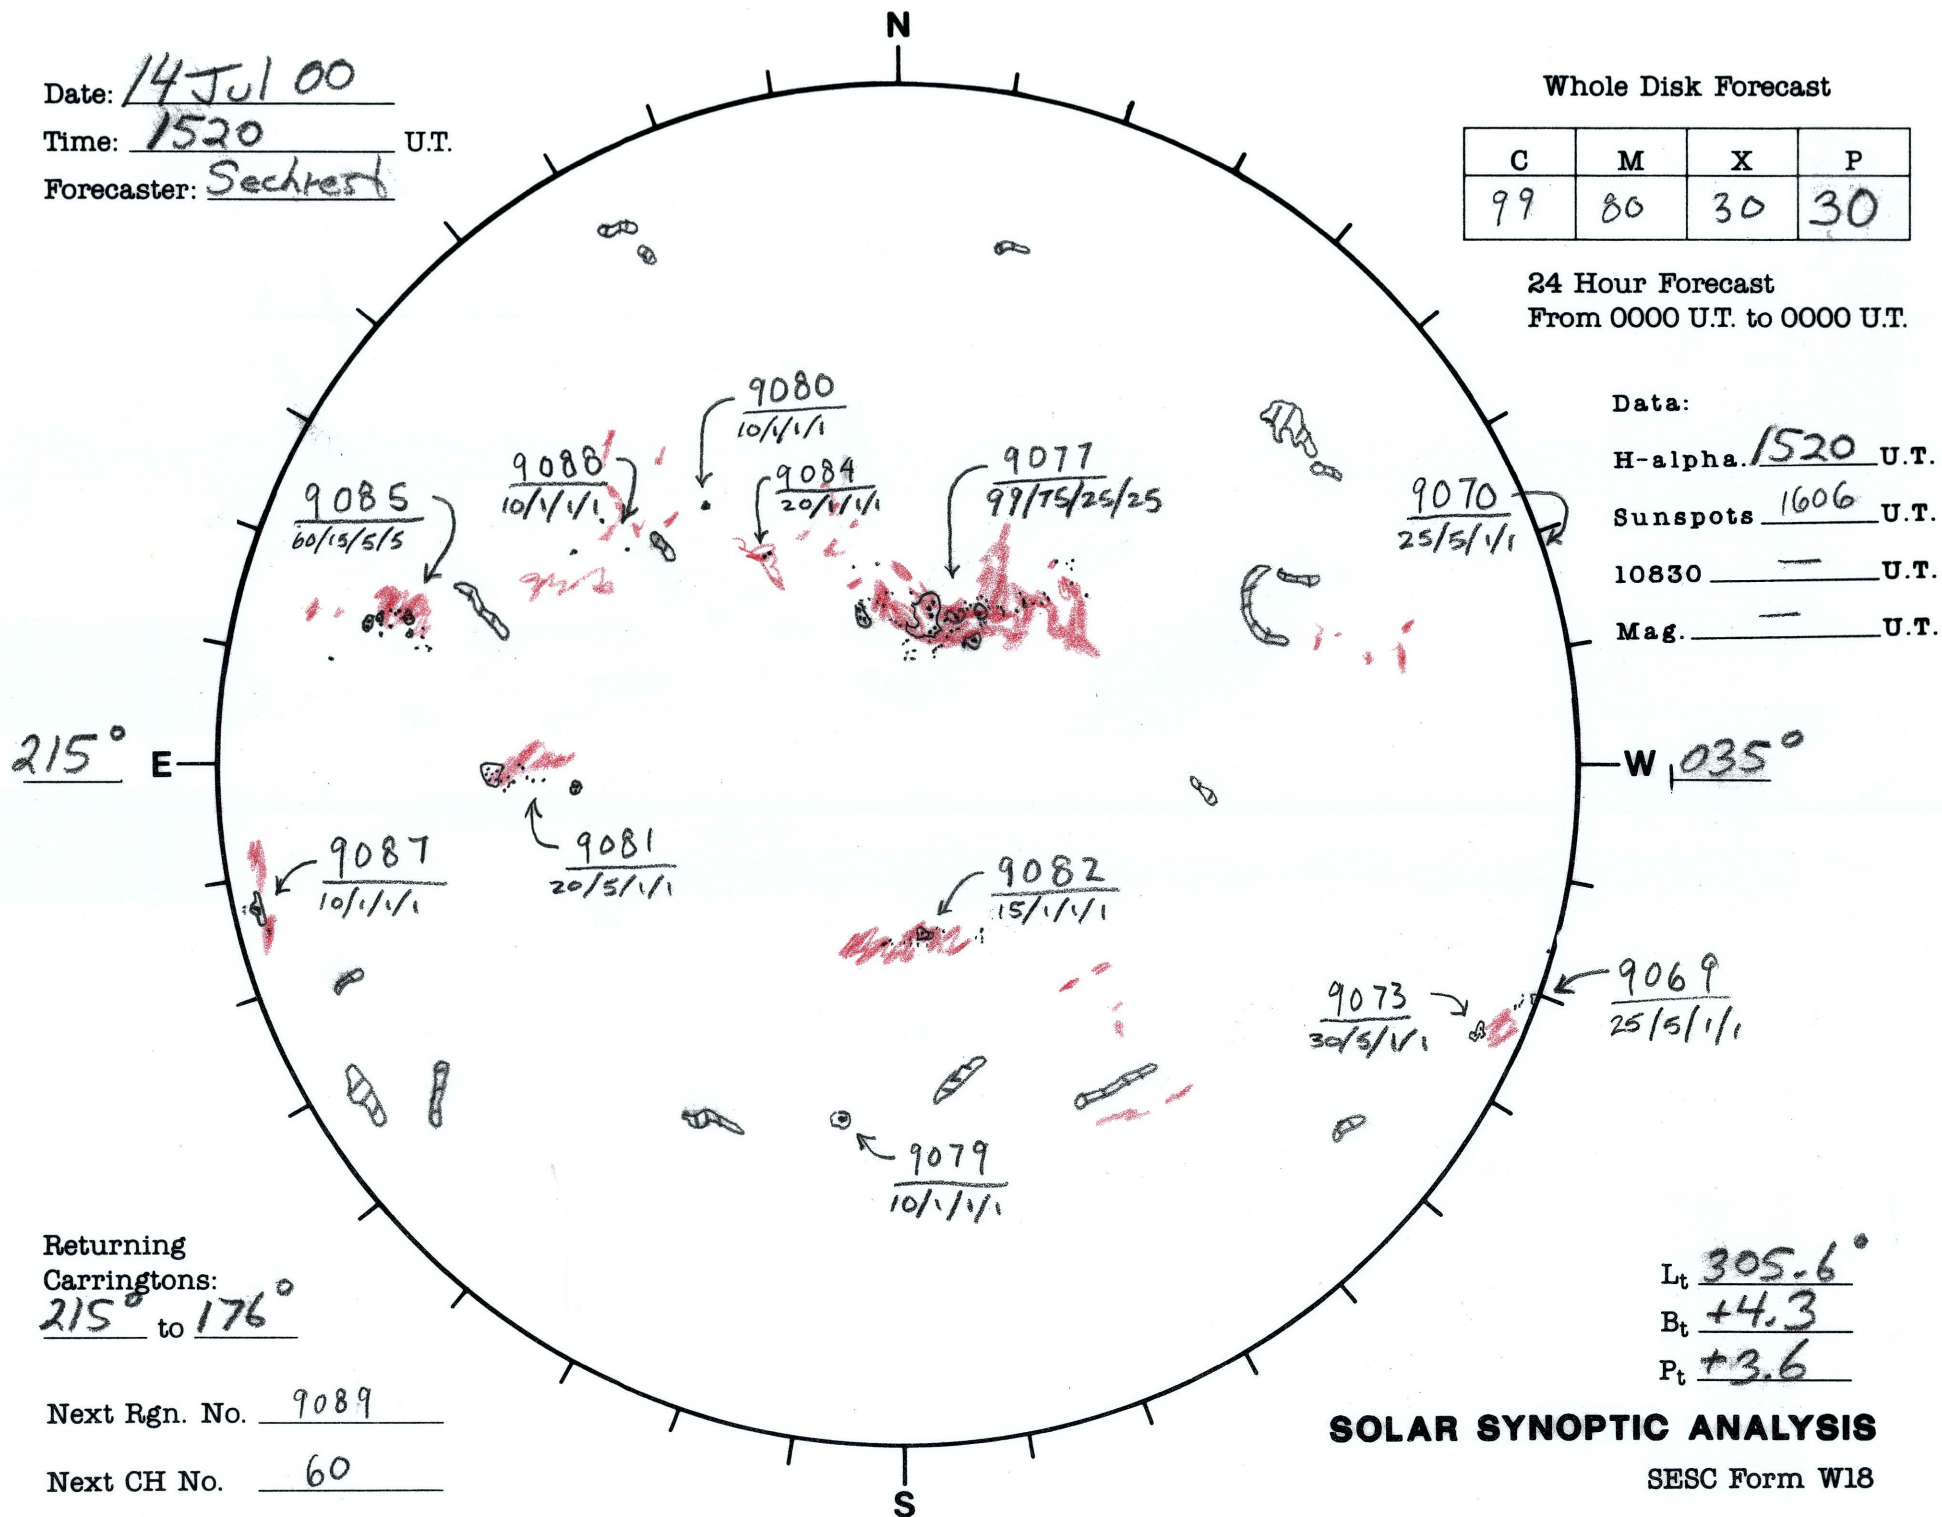 N
Date: 14 Jul 00
Time: 1520 U.T.
Forecaster: Sechrest
Whole Disk Forecast
C M X P
99 80 30 30
24 Hour Forecast
From 0000 U.T. to 0000 U.T.
Data:
H-alpha. 1520 U.T.
Sunspots 1606 U.T.
10830 — U.T.
Mag. — U.T.
9080
10/1/1/1
9088
10/1/1/1
9084
20/1/1/1
9077
99/75/25/25
9085
60/15/5/5
9070
25/5/1/1
215° E
W 035°
9087
10/1/1/1
9081
20/5/1/1
9082
15/1/1/1
9073
30/5/1/1
9069
25/5/1/1
9079
10/1/1/1
Returning
Carringtons:
215° to 176°
Next Rgn. No. 9089
Next CH No. 60
Lt 305.6°
Bt +4.3
Pt +3.6
SOLAR SYNOPTIC ANALYSIS
SESC Form W18
S